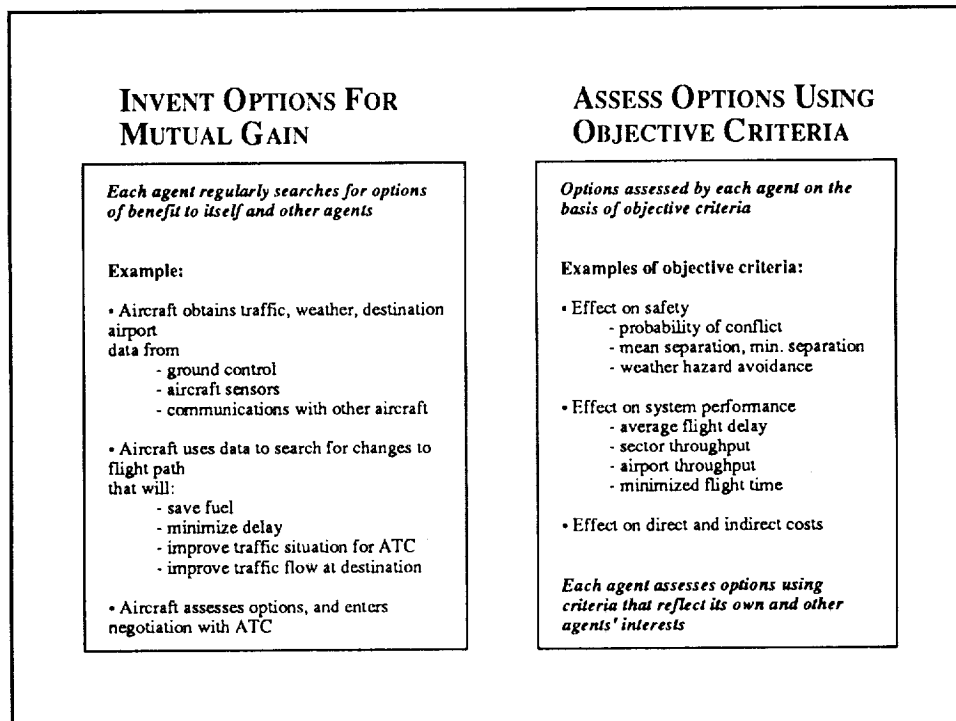 INVENT OPTIONS FOR
MUTUAL GAIN
Each agent regularly searches for options
of benefit to itself and other agents
Example:
• Aircraft obtains traffic, weather, destination
airport
data from
- ground control
- aircraft sensors
- communications with other aircraft
• Aircraft uses data to search for changes to
flight path
that will:
- save fuel
- minimize delay
- improve traffic situation for ATC
- improve traffic flow at destination
• Aircraft assesses options, and enters
negotiation with ATC
ASSESS OPTIONS USING
OBJECTIVE CRITERIA
Options assessed by each agent on the
basis of objective criteria
Examples of objective criteria:
• Effect on safety
- probability of conflict
- mean separation, min. separation
- weather hazard avoidance
• Effect on system performance
- average flight delay
- sector throughput
- airport throughput
- minimized flight time
• Effect on direct and indirect costs
Each agent assesses options using
criteria that reflect its own and other
agents' interests